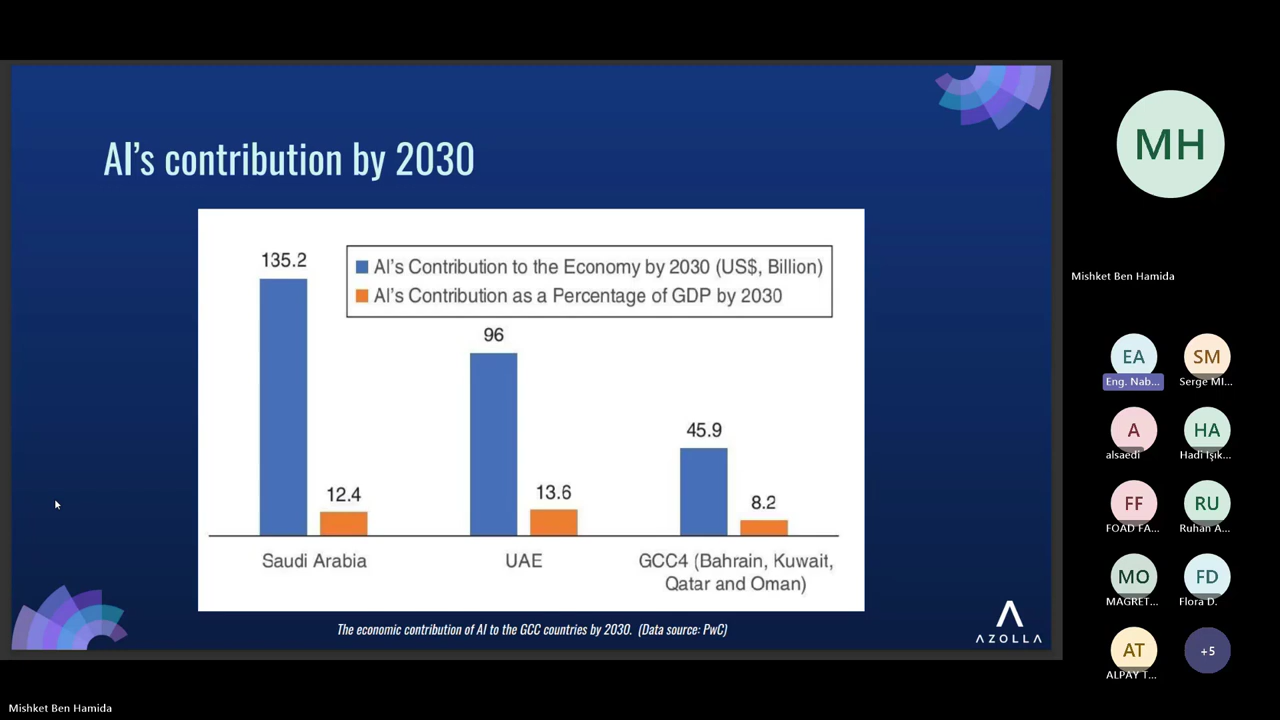 AI's contribution by 2030
135.2
AI's Contribution to the Economy by 2030 (US$, Billion)
AI's Contribution as a Percentage of GDP by 2030
96
45.9
12.4
13.6
8.2
Saudi Arabia
UAE
GCC4 (Bahrain, Kuwait,
Qatar and Oman)
The economic contribution of AI to the GCC countries by 2030. (Data source: PwC)
AZOLLA
MH
Mishket Ben Hamida
EA
Eng. Nab...
SM
Serge MI...
A
alsaedi
HA
Hadi Işık...
FF
FOAD FA...
RU
Ruhan A...
MO
MAGRET...
FD
Flora D.
AT
ALPAY T...
+5
Mishket Ben Hamida